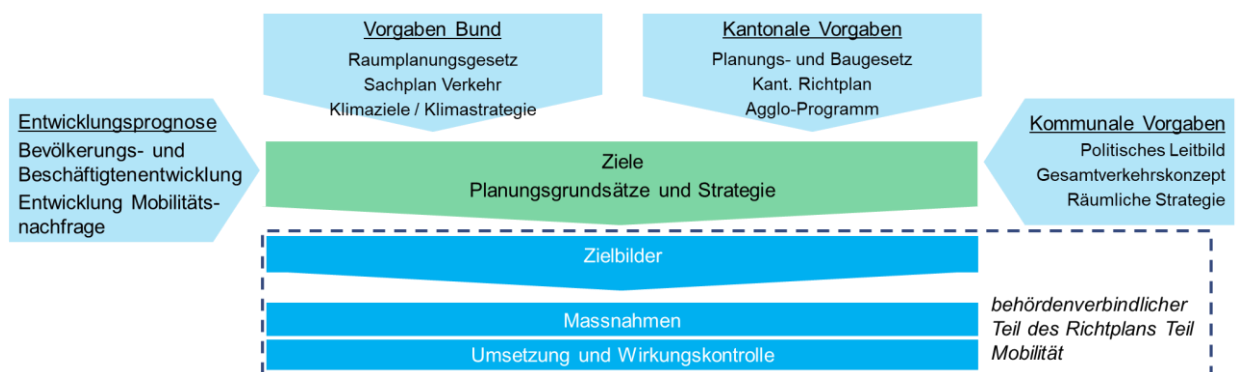 Vorgaben Bund
Raumplanungsgesetz
Sachplan Verkehr
Klimaziele / Klimastrategie
Kantonale Vorgaben
Planungs- und Baugesetz
Kant. Richtplan
Agglo-Programm
Entwicklungsprognose
Bevölkerungs- und
Beschäftigtenentwicklung
Entwicklung Mobilitäts-
nachfrage
Ziele
Planungsgrundsätze und Strategie
Kommunale Vorgaben
Politisches Leitbild
Gesamtverkehrskonzept
Räumliche Strategie
Zielbilder
Massnahmen
Umsetzung und Wirkungskontrolle
behördenverbindlicher
Teil des Richtplans Teil
Mobilität